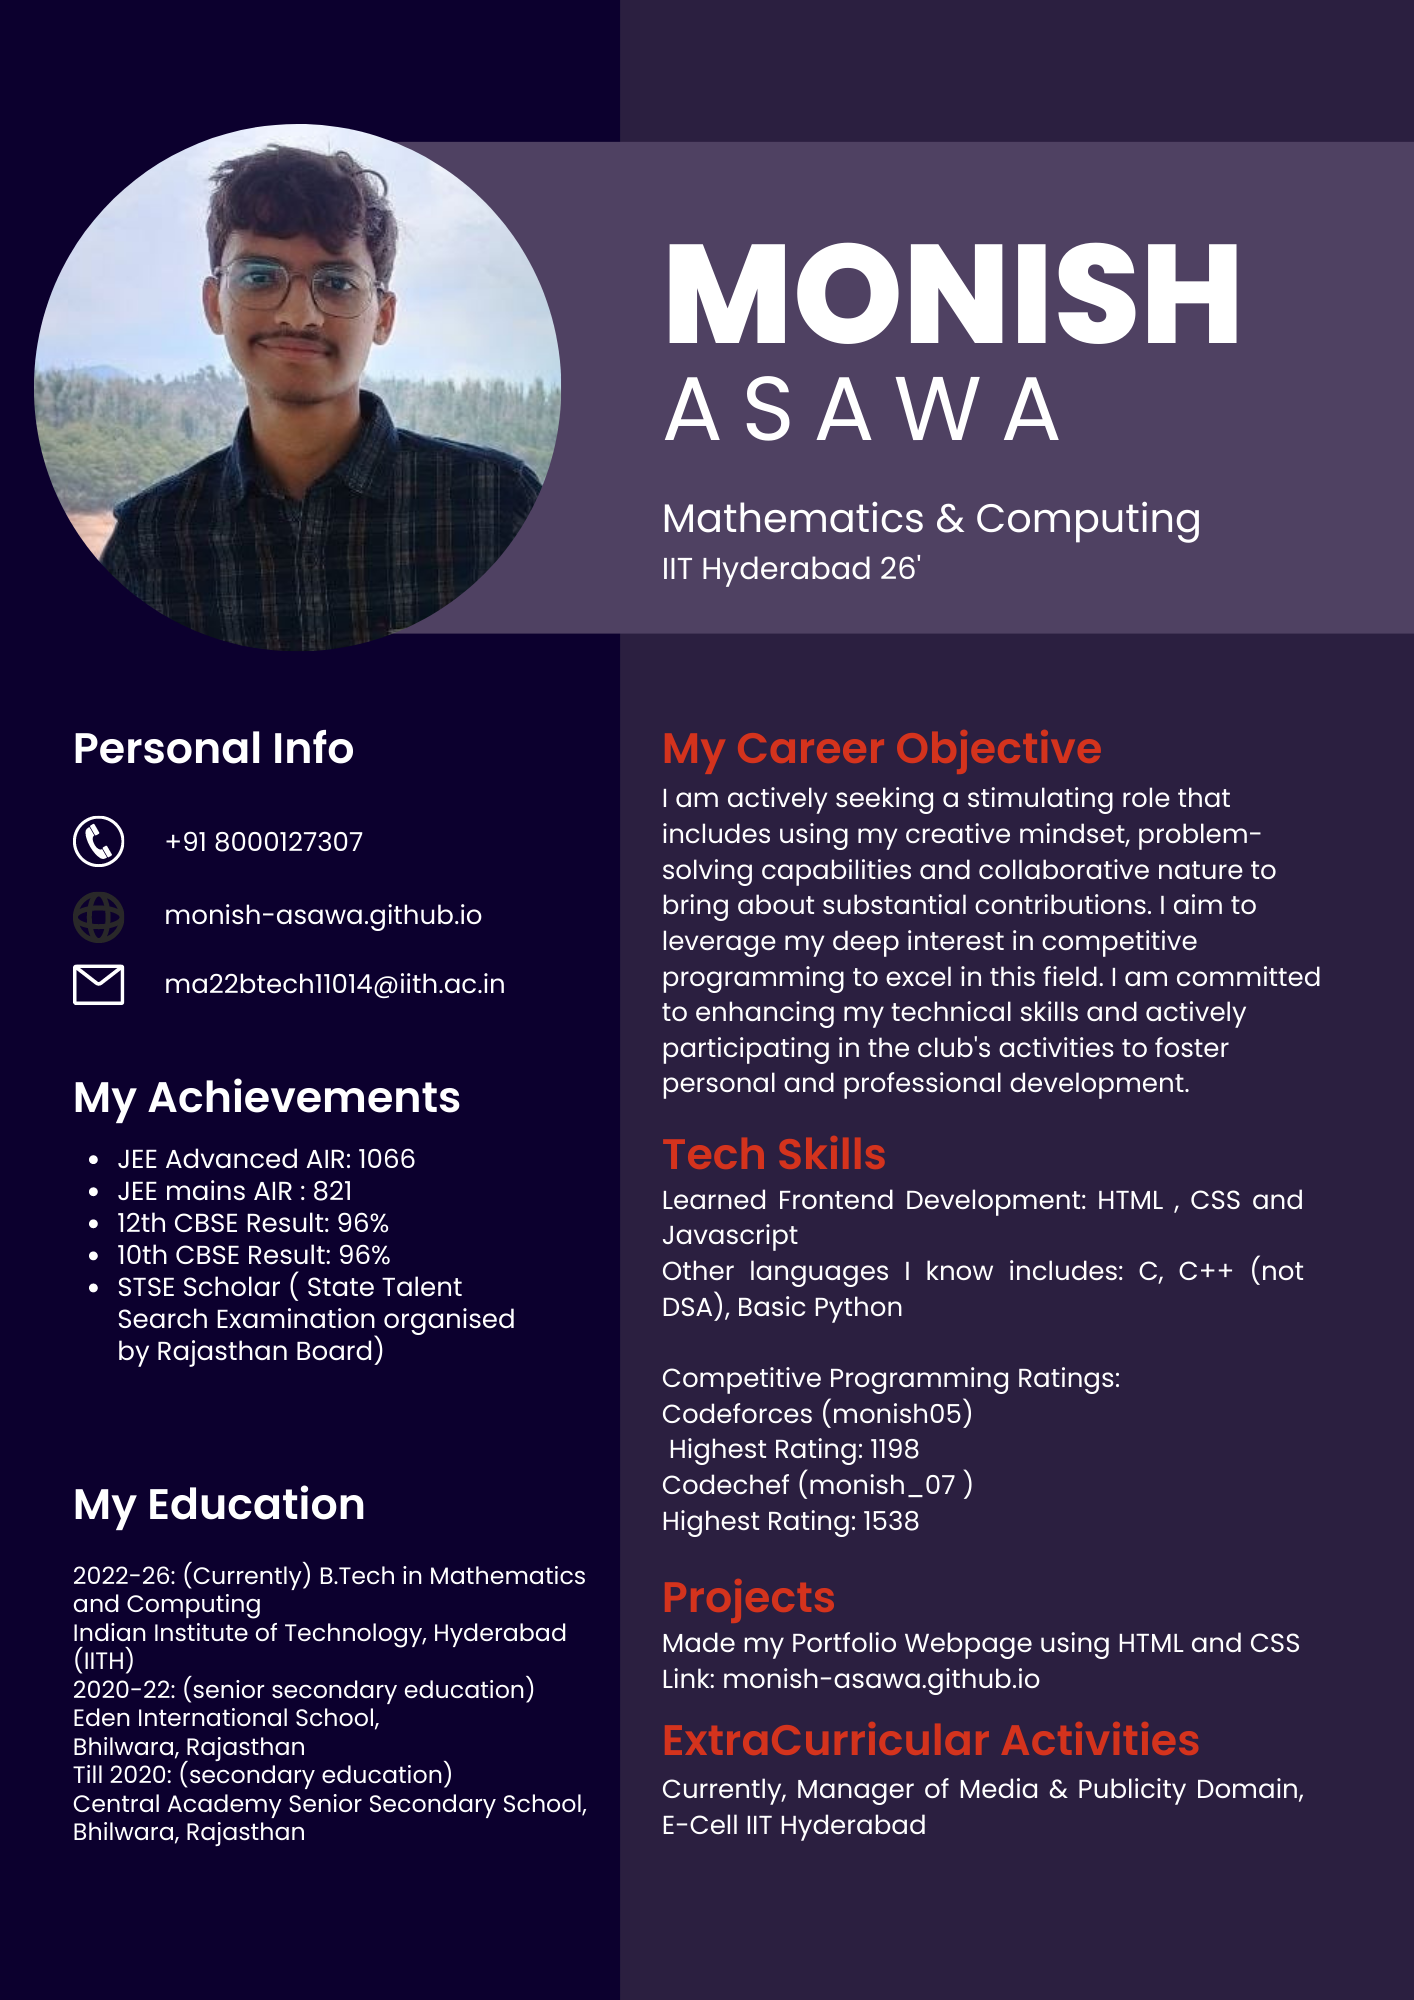 MONISH
ASAWA
Mathematics & Computing
IIT Hyderabad 26'
Personal Info
+91 8000127307
monish-asawa.github.io
ma22btech11014@iith.ac.in
My Achievements
• JEE Advanced AIR: 1066
• JEE mains AIR : 821
• 12th CBSE Result: 96%
• 10th CBSE Result: 96%
• STSE Scholar ( State Talent
Search Examination organised
by Rajasthan Board)
My Education
2022-26: (Currently) B.Tech in Mathematics
and Computing
Indian Institute of Technology, Hyderabad
(IITH)
2020-22: (senior secondary education)
Eden International School,
Bhilwara, Rajasthan
Till 2020: (secondary education)
Central Academy Senior Secondary School,
Bhilwara, Rajasthan
My Career Objective
I am actively seeking a stimulating role that
includes using my creative mindset, problem-
solving capabilities and collaborative nature to
bring about substantial contributions. I aim to
leverage my deep interest in competitive
programming to excel in this field. I am committed
to enhancing my technical skills and actively
participating in the club's activities to foster
personal and professional development.
Tech Skills
Learned Frontend Development: HTML , CSS and
Javascript
Other languages I know includes: C, C++ (not
DSA), Basic Python
Competitive Programming Ratings:
Codeforces (monish05)
Highest Rating: 1198
Codechef (monish_07 )
Highest Rating: 1538
Projects
Made my Portfolio Webpage using HTML and CSS
Link: monish-asawa.github.io
ExtraCurricular Activities
Currently, Manager of Media & Publicity Domain,
E-Cell IIT Hyderabad